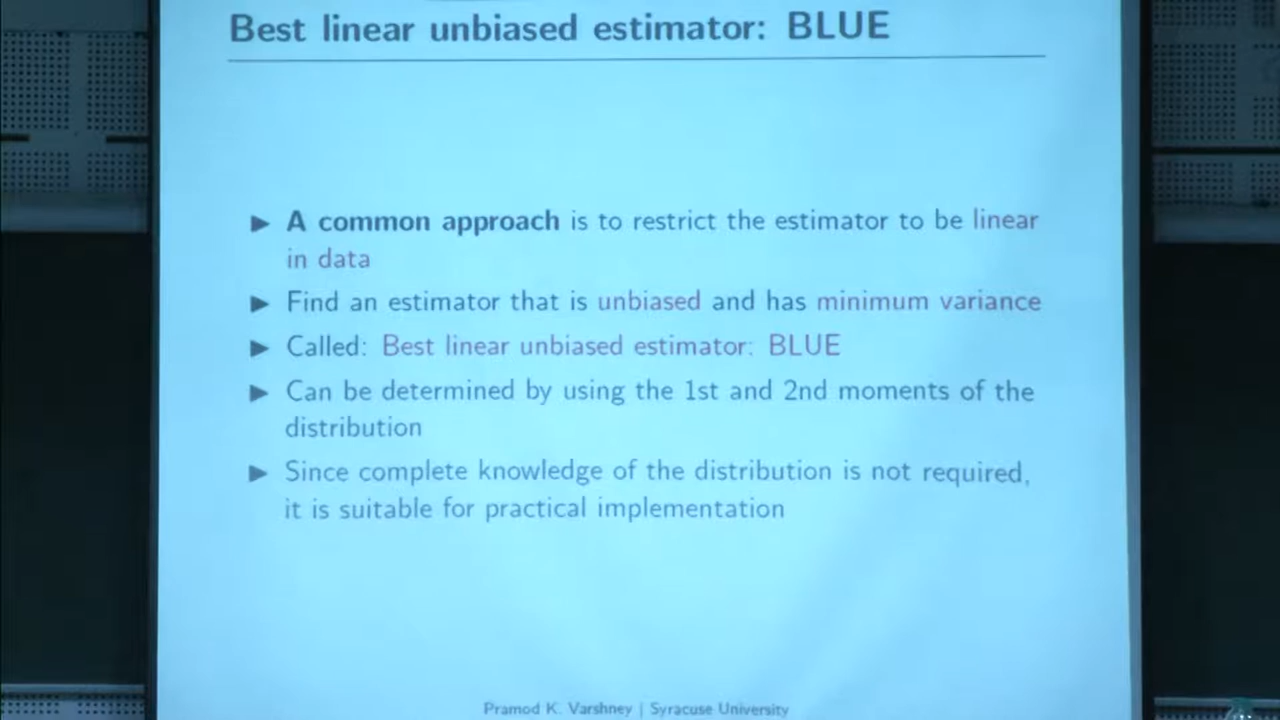 Best linear unbiased estimator: BLUE
▶ A common approach is to restrict the estimator to be linear
in data
▶ Find an estimator that is unbiased and has minimum variance
▶ Called: Best linear unbiased estimator: BLUE
▶ Can be determined by using the 1st and 2nd moments of the
distribution
▶ Since complete knowledge of the distribution is not required,
it is suitable for practical implementation
Pramod K. Varshney | Syracuse University